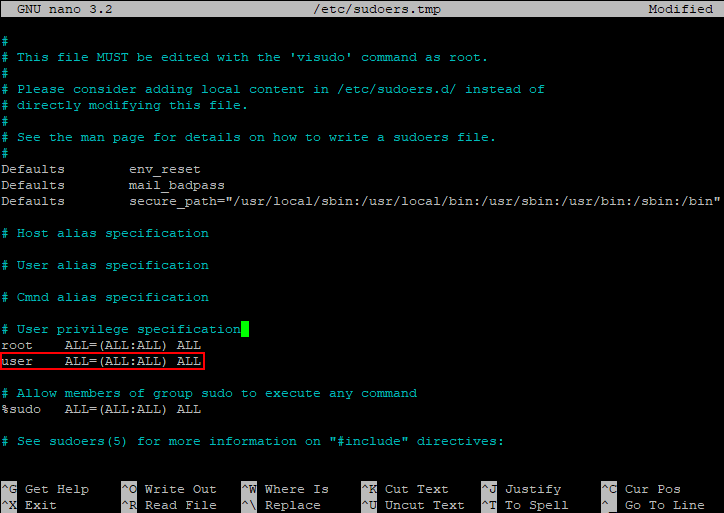 GNU nano 3.2 /etc/sudoers.tmp Modified
#
# This file MUST be edited with the 'visudo' command as root.
#
# Please consider adding local content in /etc/sudoers.d/ instead of
# directly modifying this file.
#
# See the man page for details on how to write a sudoers file.
#
Defaults env_reset
Defaults mail_badpass
Defaults secure_path="/usr/local/sbin:/usr/local/bin:/usr/sbin:/usr/bin:/sbin:/bin"
# Host alias specification
# User alias specification
# Cmnd alias specification
# User privilege specification
root ALL=(ALL:ALL) ALL
user ALL=(ALL:ALL) ALL
# Allow members of group sudo to execute any command
%sudo ALL=(ALL:ALL) ALL
# See sudoers(5) for more information on "#include" directives:
^G Get Help ^O Write Out ^W Where Is ^K Cut Text ^J Justify ^C Cur Pos
^X Exit ^R Read File ^\ Replace ^U Uncut Text ^T To Spell ^_ Go To Line